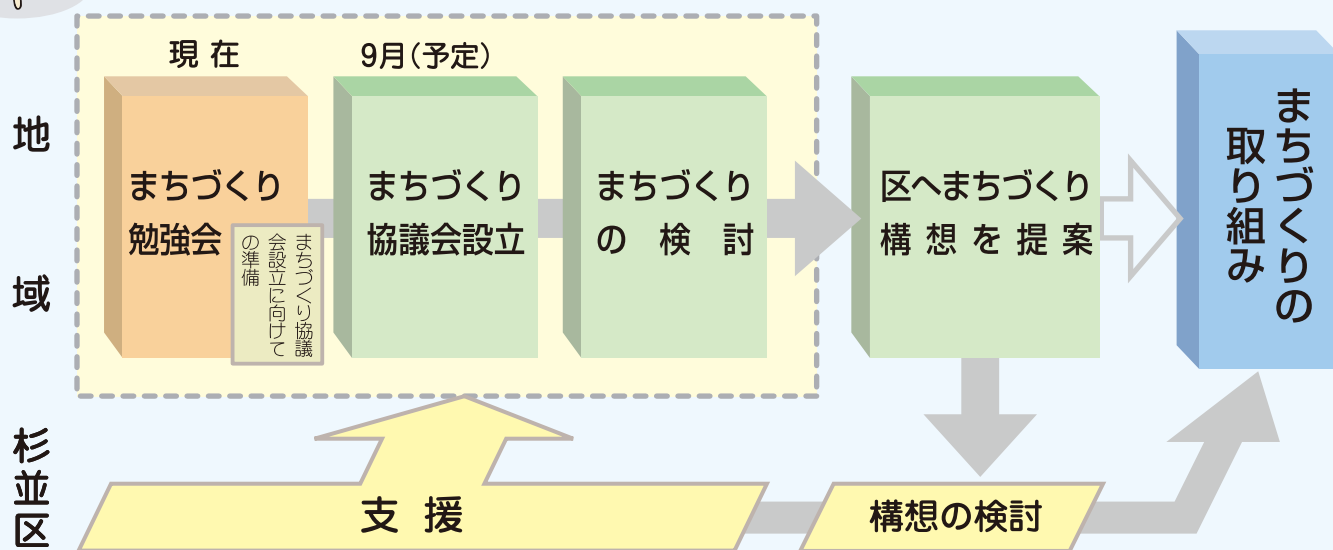 現在
9月(予定)
地域
まちづくり
勉強会
まちづくり協議
会設立に向けて
の準備
まちづくり
協議会設立
まちづくり
の検討
区へまちづくり
構想を提案
まちづくりの
取り組み
杉並区
支援
構想の検討